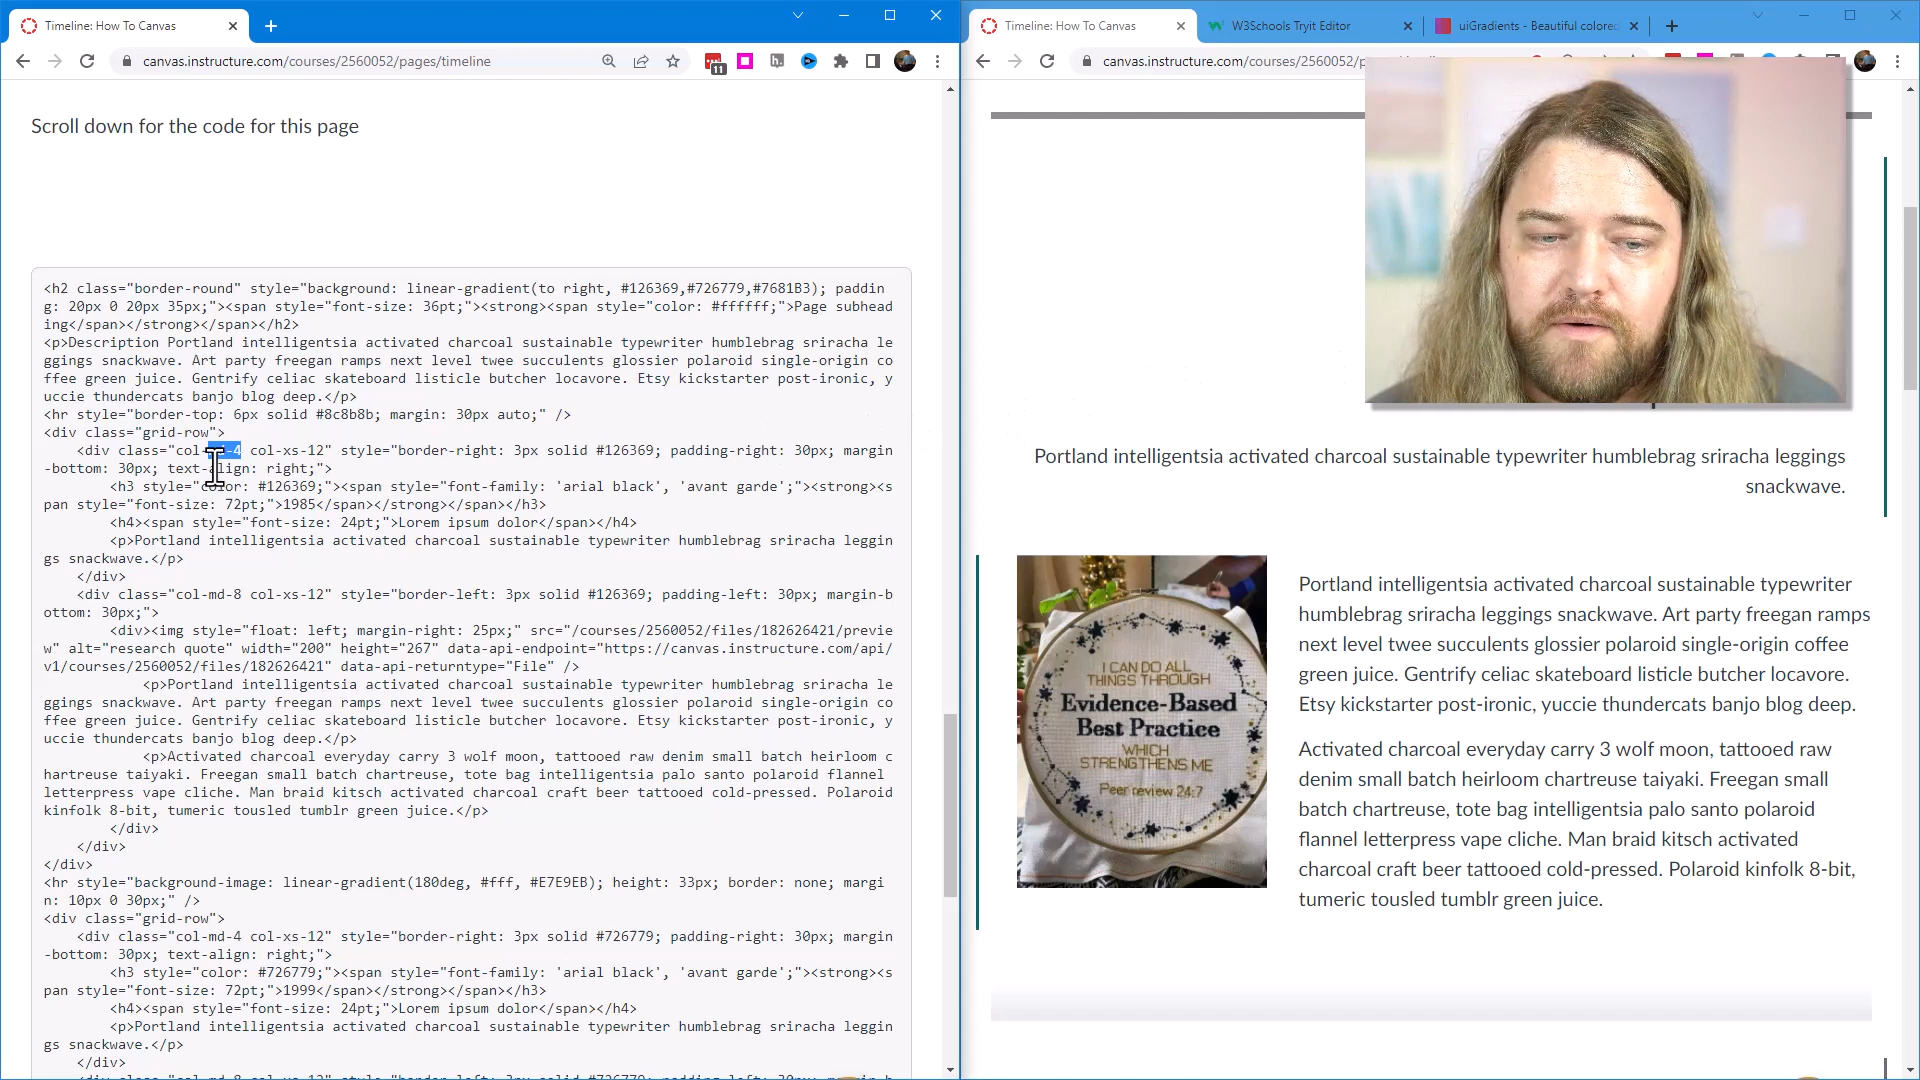 Timeline: How To Canvas
canvas.instructure.com/courses/2560052/pages/timeline
11
Scroll down for the code for this page
<h2 class="border-round" style="background: linear-gradient(to right, #126369,#726779,#7681B3); paddin
g: 20px 0 20px 35px;"><span style="font-size: 36pt;"><strong><span style="color: #ffffff;">Page subhead
ing</span></strong></span></h2>
<p>Description Portland intelligentsia activated charcoal sustainable typewriter humblebrag sriracha le
ggings snackwave. Art party freegan ramps next level twee succulents glossier polaroid single-origin co
ffee green juice. Gentrify celiac skateboard listicle butcher locavore. Etsy kickstarter post-ironic, y
uccie thundercats banjo blog deep.</p>
<hr style="border-top: 6px solid #8c8b8b; margin: 30px auto;" />
<div class="grid-row">
<div class="col-md-4 col-xs-12" style="border-right: 3px solid #126369; padding-right: 30px; margin
-bottom: 30px; text-align: right;">
<h3 style="color: #126369;"><span style="font-family: 'arial black', 'avant garde';"><strong><s
pan style="font-size: 72pt;">1985</span></strong></span></h3>
<h4><span style="font-size: 24pt;">Lorem ipsum dolor</span></h4>
<p>Portland intelligentsia activated charcoal sustainable typewriter humblebrag sriracha leggin
gs snackwave.</p>
</div>
<div class="col-md-8 col-xs-12" style="border-left: 3px solid #126369; padding-left: 30px; margin-b
ottom: 30px;">
<div><img style="float: left; margin-right: 25px;" src="/courses/2560052/files/182626421/previe
w" alt="research quote" width="200" height="267" data-api-endpoint="https://canvas.instructure.com/api/
v1/courses/2560052/files/182626421" data-api-returntype="File" />
<p>Portland intelligentsia activated charcoal sustainable typewriter humblebrag sriracha le
ggings snackwave. Art party freegan ramps next level twee succulents glossier polaroid single-origin co
ffee green juice. Gentrify celiac skateboard listicle butcher locavore. Etsy kickstarter post-ironic, y
uccie thundercats banjo blog deep.</p>
<p>Activated charcoal everyday carry 3 wolf moon, tattooed raw denim small batch heirloom c
hartreuse taiyaki. Freegan small batch chartreuse, tote bag intelligentsia palo santo polaroid flannel
letterpress vape cliche. Man braid kitsch activated charcoal craft beer tattooed cold-pressed. Polaroid
kinfolk 8-bit, tumeric tousled tumblr green juice.</p>
</div>
</div>
</div>
<hr style="background-image: linear-gradient(180deg, #fff, #E7E9EB); height: 33px; border: none; margi
n: 10px 0 30px;" />
<div class="grid-row">
<div class="col-md-4 col-xs-12" style="border-right: 3px solid #726779; padding-right: 30px; margin
-bottom: 30px; text-align: right;">
<h3 style="color: #726779;"><span style="font-family: 'arial black', 'avant garde';"><strong><s
pan style="font-size: 72pt;">1999</span></strong></span></h3>
<h4><span style="font-size: 24pt;">Lorem ipsum dolor</span></h4>
<p>Portland intelligentsia activated charcoal sustainable typewriter humblebrag sriracha leggin
gs snackwave.</p>
</div>
Timeline: How To Canvas
W3Schools Tryit Editor
uiGradients - Beautiful colored
canvas.instructure.com/courses/2560052/p
Portland intelligentsia activated charcoal sustainable typewriter humblebrag sriracha leggings
snackwave.
I CAN DO ALL
THINGS THROUGH
Evidence-Based
Best Practice
WHICH
STRENGTHENS ME
Peer review 24:7
Portland intelligentsia activated charcoal sustainable typewriter
humblebrag sriracha leggings snackwave. Art party freegan ramps
next level twee succulents glossier polaroid single-origin coffee
green juice. Gentrify celiac skateboard listicle butcher locavore.
Etsy kickstarter post-ironic, yuccie thundercats banjo blog deep.
Activated charcoal everyday carry 3 wolf moon, tattooed raw
denim small batch heirloom chartreuse taiyaki. Freegan small
batch chartreuse, tote bag intelligentsia palo santo polaroid
flannel letterpress vape cliche. Man braid kitsch activated
charcoal craft beer tattooed cold-pressed. Polaroid kinfolk 8-bit,
tumeric tousled tumblr green juice.